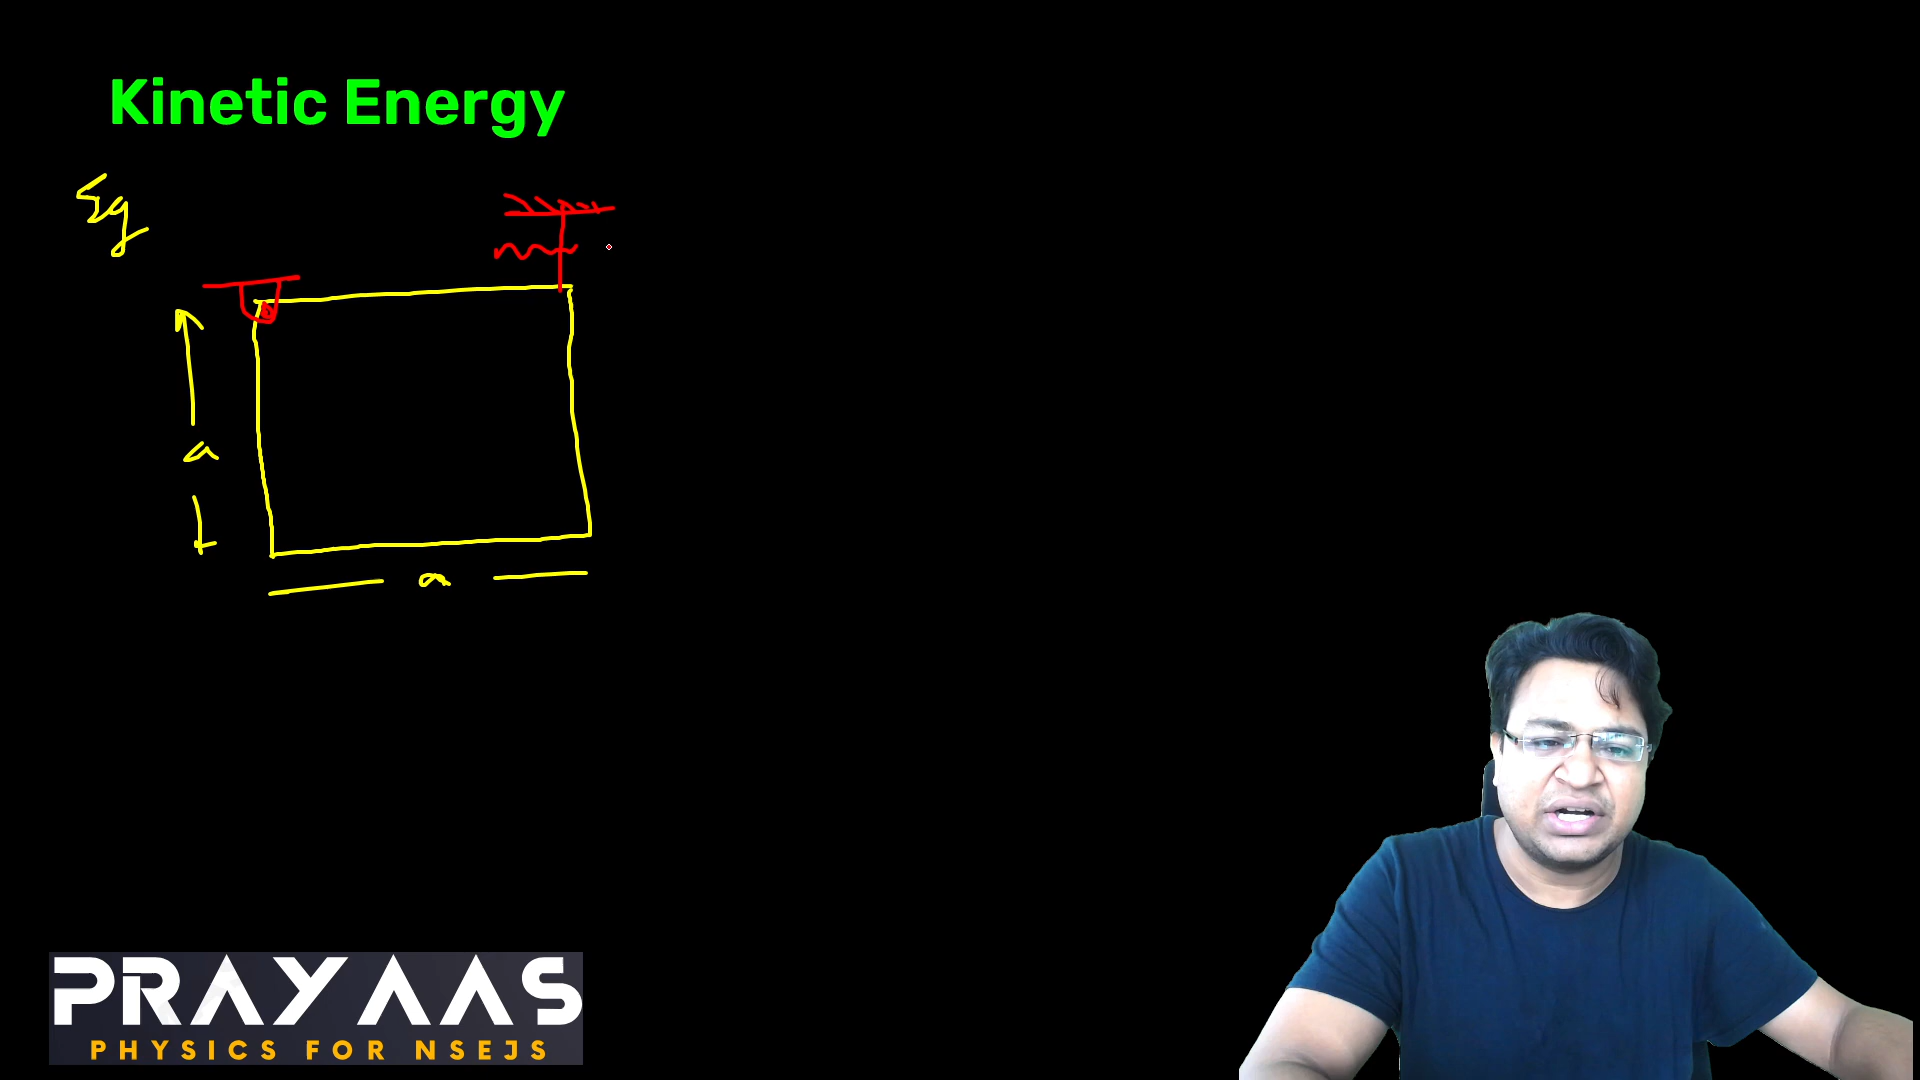 Kinetic Energy
Eg
a
a
PRAYAAS
PHYSICS FOR NSEJS